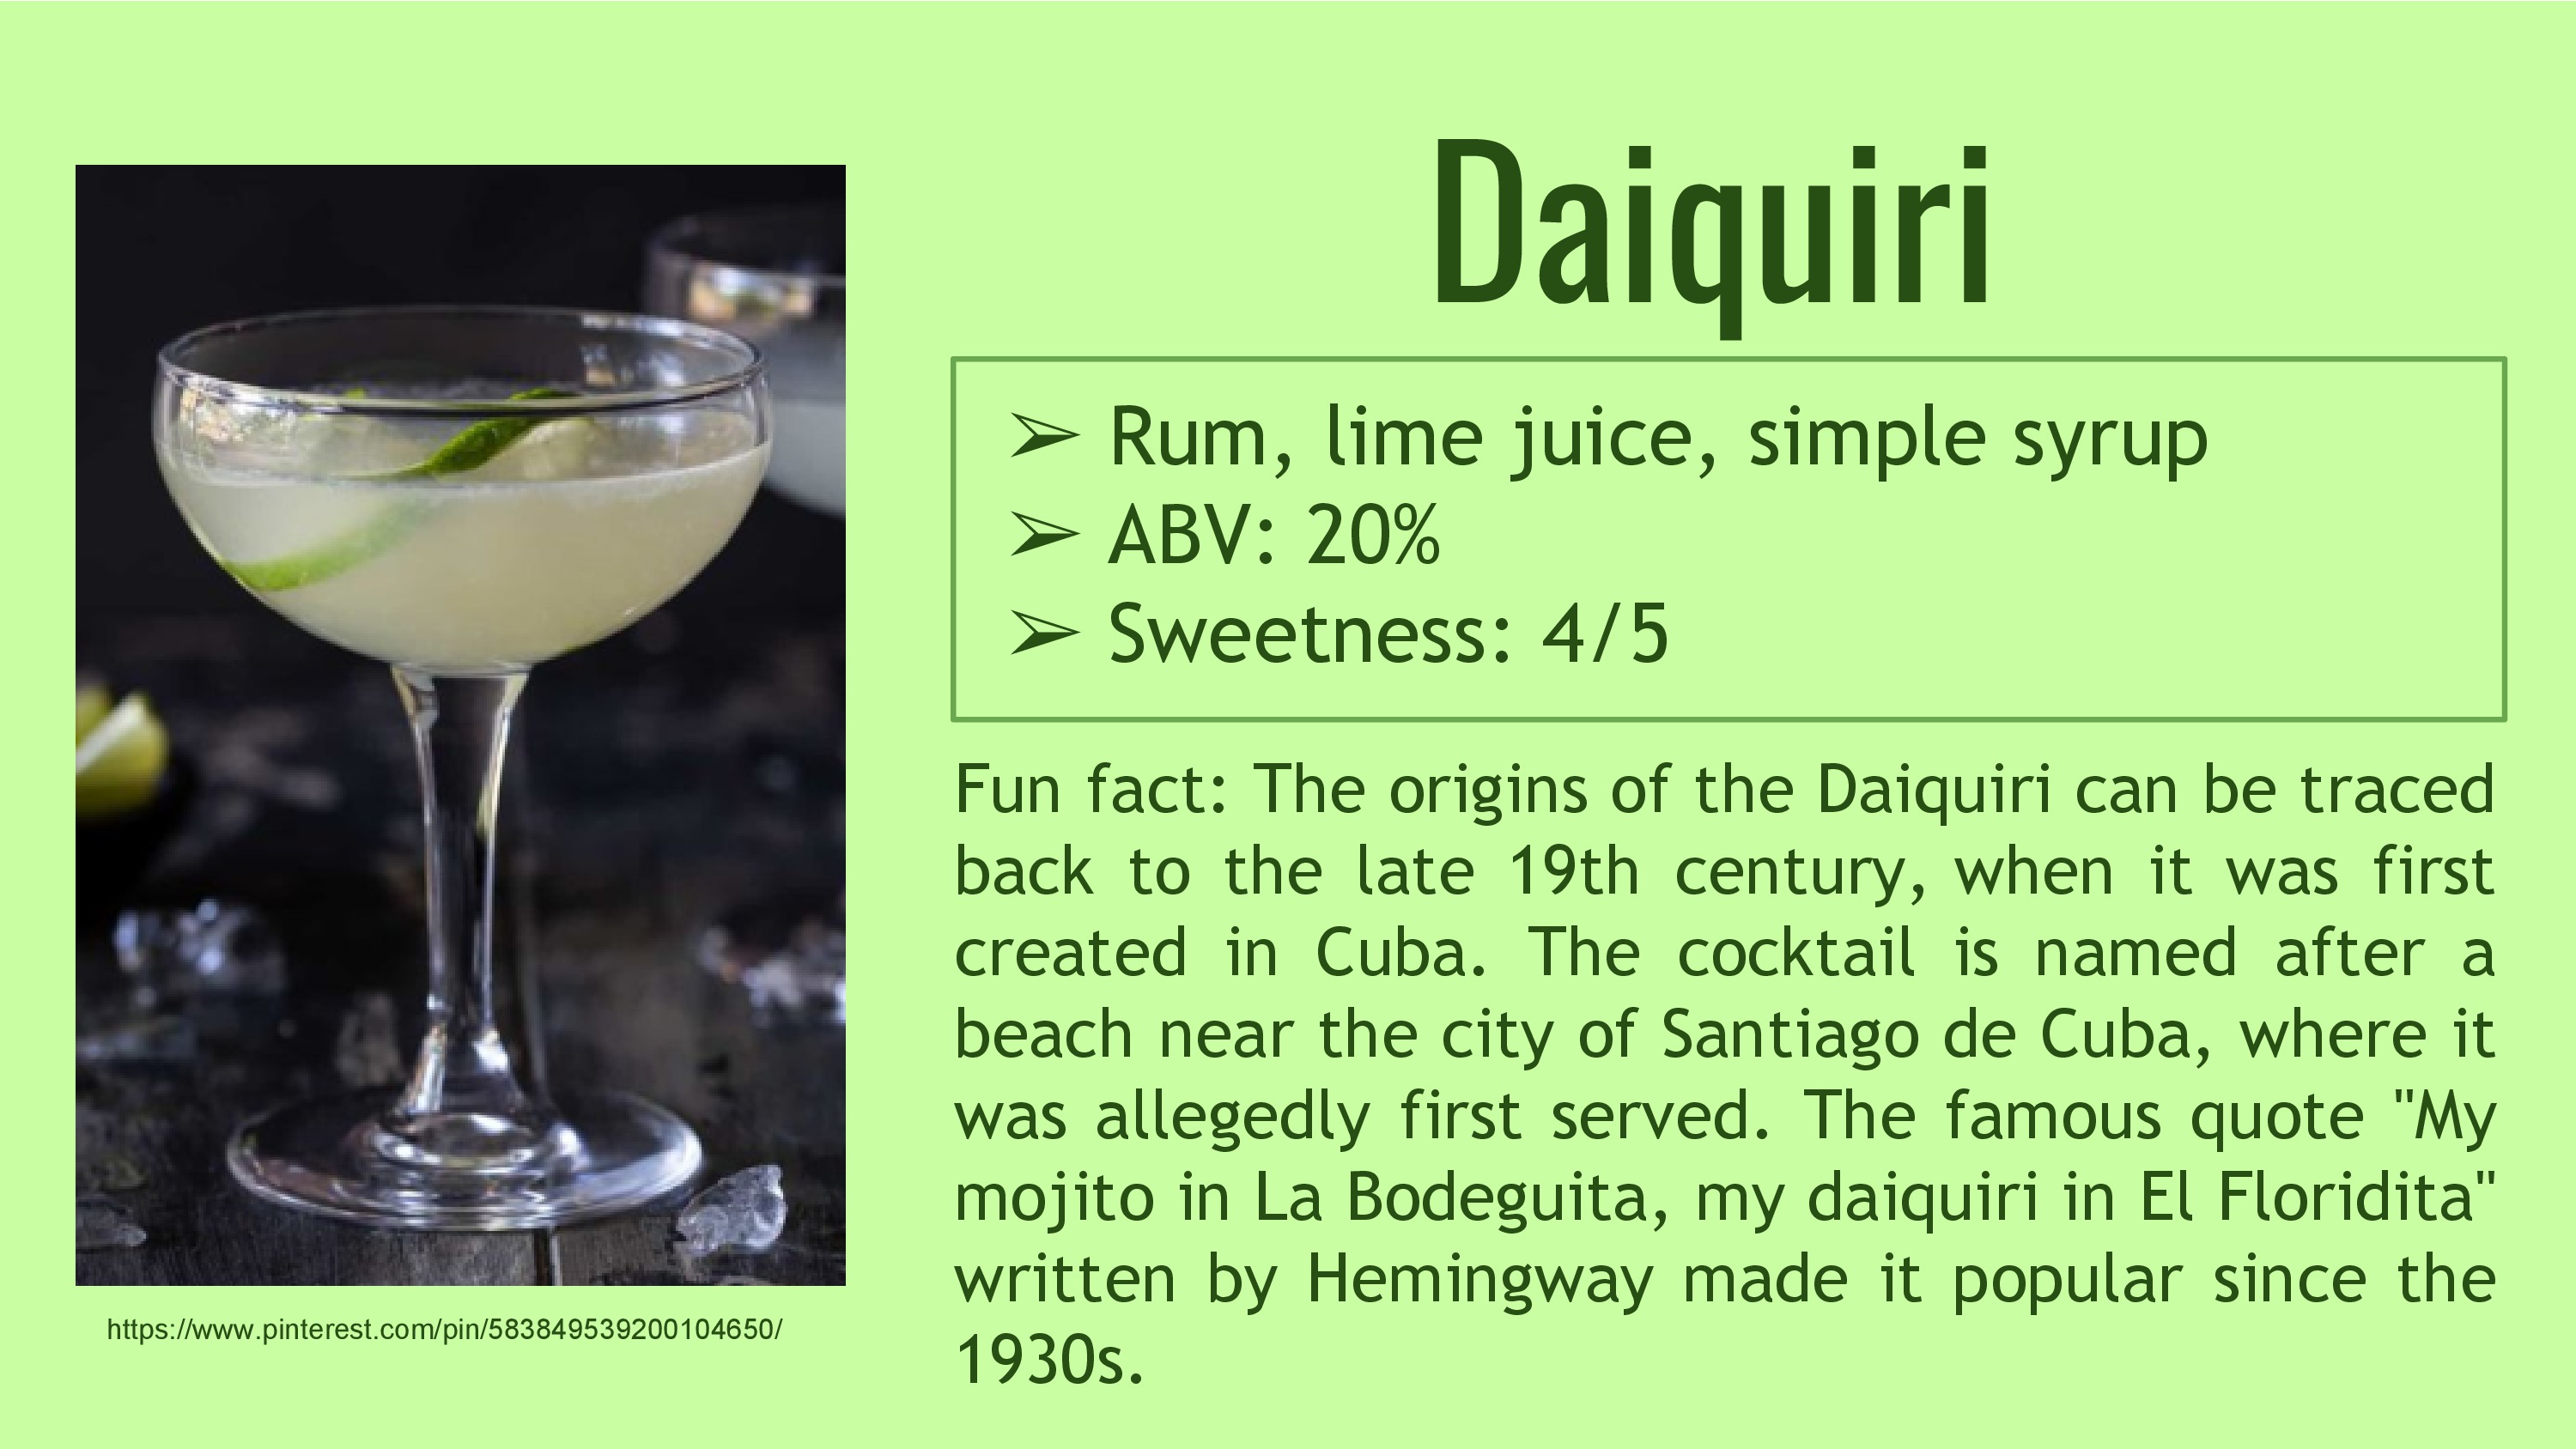 Daiquiri
➢ Rum, lime juice, simple syrup
➢ ABV: 20%
➢ Sweetness: 4/5
Fun fact: The origins of the Daiquiri can be traced
back to the late 19th century, when it was first
created in Cuba. The cocktail is named after a
beach near the city of Santiago de Cuba, where it
was allegedly first served. The famous quote "My
mojito in La Bodeguita, my daiquiri in El Floridita"
written by Hemingway made it popular since the
1930s.
https://www.pinterest.com/pin/583849539200104650/